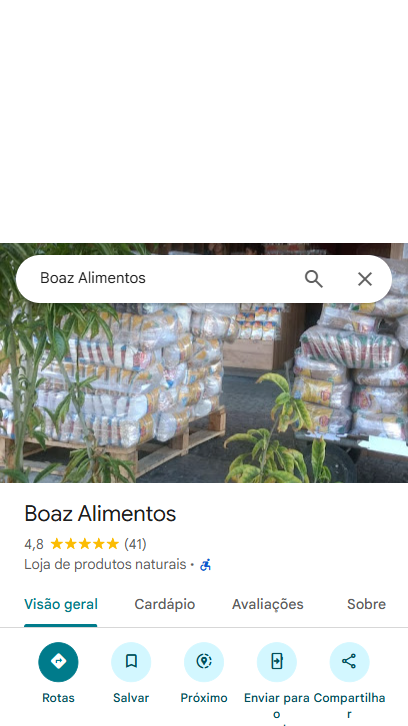 Boaz Alimentos
Boaz Alimentos
4,8 ★★★★★ (41)
Loja de produtos naturais ·
Visão geral Cardápio Avaliações Sobre
Rotas Salvar Próximo Enviar para o Compartilhar